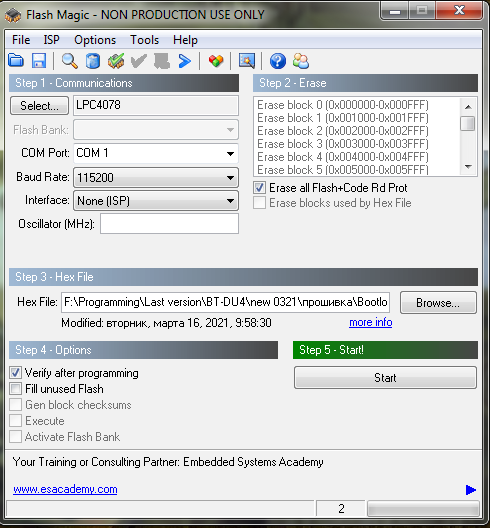 Flash Magic - NON PRODUCTION USE ONLY
File ISP Options Tools Help
Step 1 - Communications
Select... LPC4078
Flash Bank:
COM Port: COM 1
Baud Rate: 115200
Interface: None (ISP)
Oscillator (MHz):
Step 2 - Erase
Erase block 0 (0x000000-0x000FFF)
Erase block 1 (0x001000-0x001FFF)
Erase block 2 (0x002000-0x002FFF)
Erase block 3 (0x003000-0x003FFF)
Erase block 4 (0x004000-0x004FFF)
Erase block 5 (0x005000-0x005FFF)
Erase all Flash+Code Rd Prot
Erase blocks used by Hex File
Step 3 - Hex File
Hex File: F:\Programming\Last version\BT-DU4\new 0321\прошивка\Bootlo Browse...
Modified: вторник, марта 16, 2021, 9:58:30 more info
Step 4 - Options
Verify after programming
Fill unused Flash
Gen block checksums
Execute
Activate Flash Bank
Step 5 - Start!
Start
Your Training or Consulting Partner: Embedded Systems Academy
www.esacademy.com
2